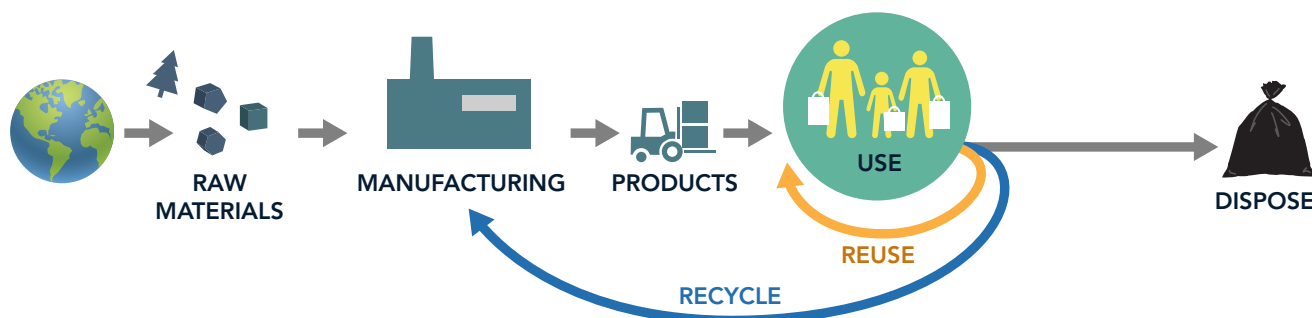 RAW
MATERIALS
MANUFACTURING
PRODUCTS
USE
DISPOSE
REUSE
RECYCLE